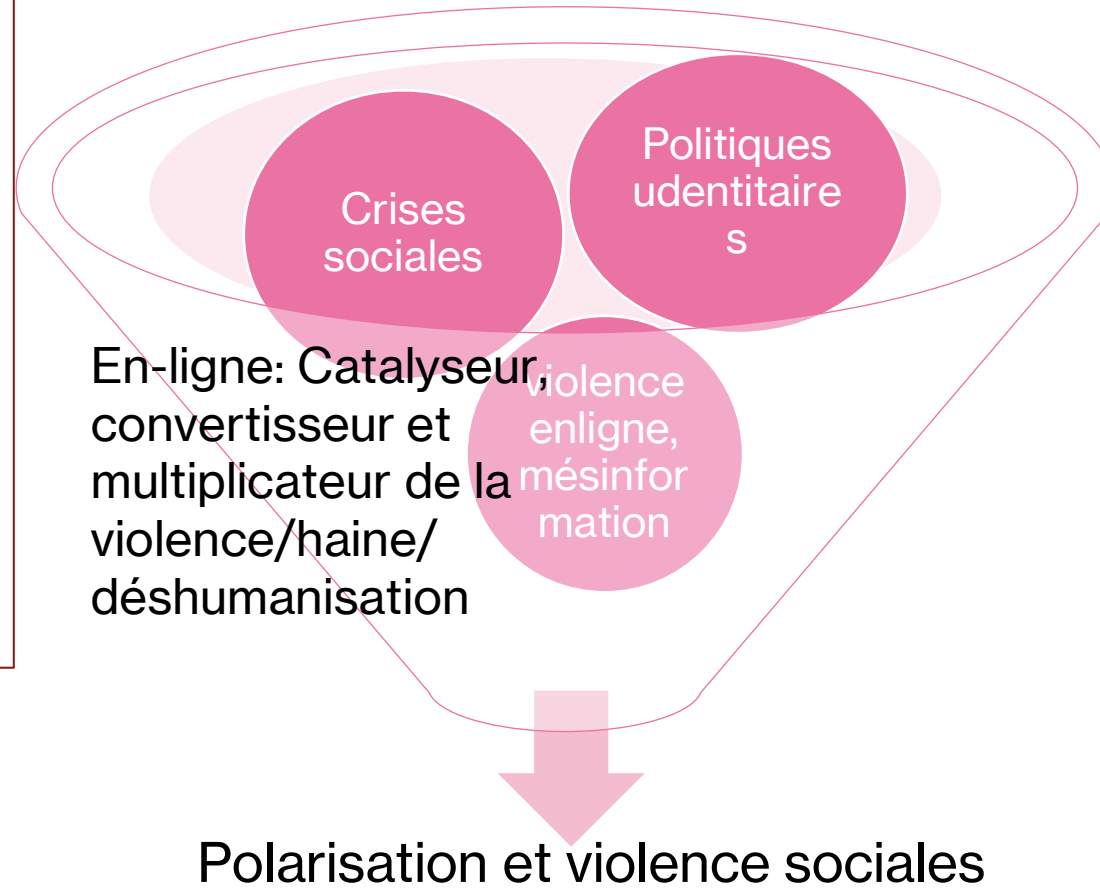 Politiques
udentitaire
s
Crises
sociales
En-ligne: Catalyseur,
convertisseur et
multiplicateur de la
violence/haine/
déshumanisation
violence
enligne,
mésinfor
mation
Polarisation et violence sociales